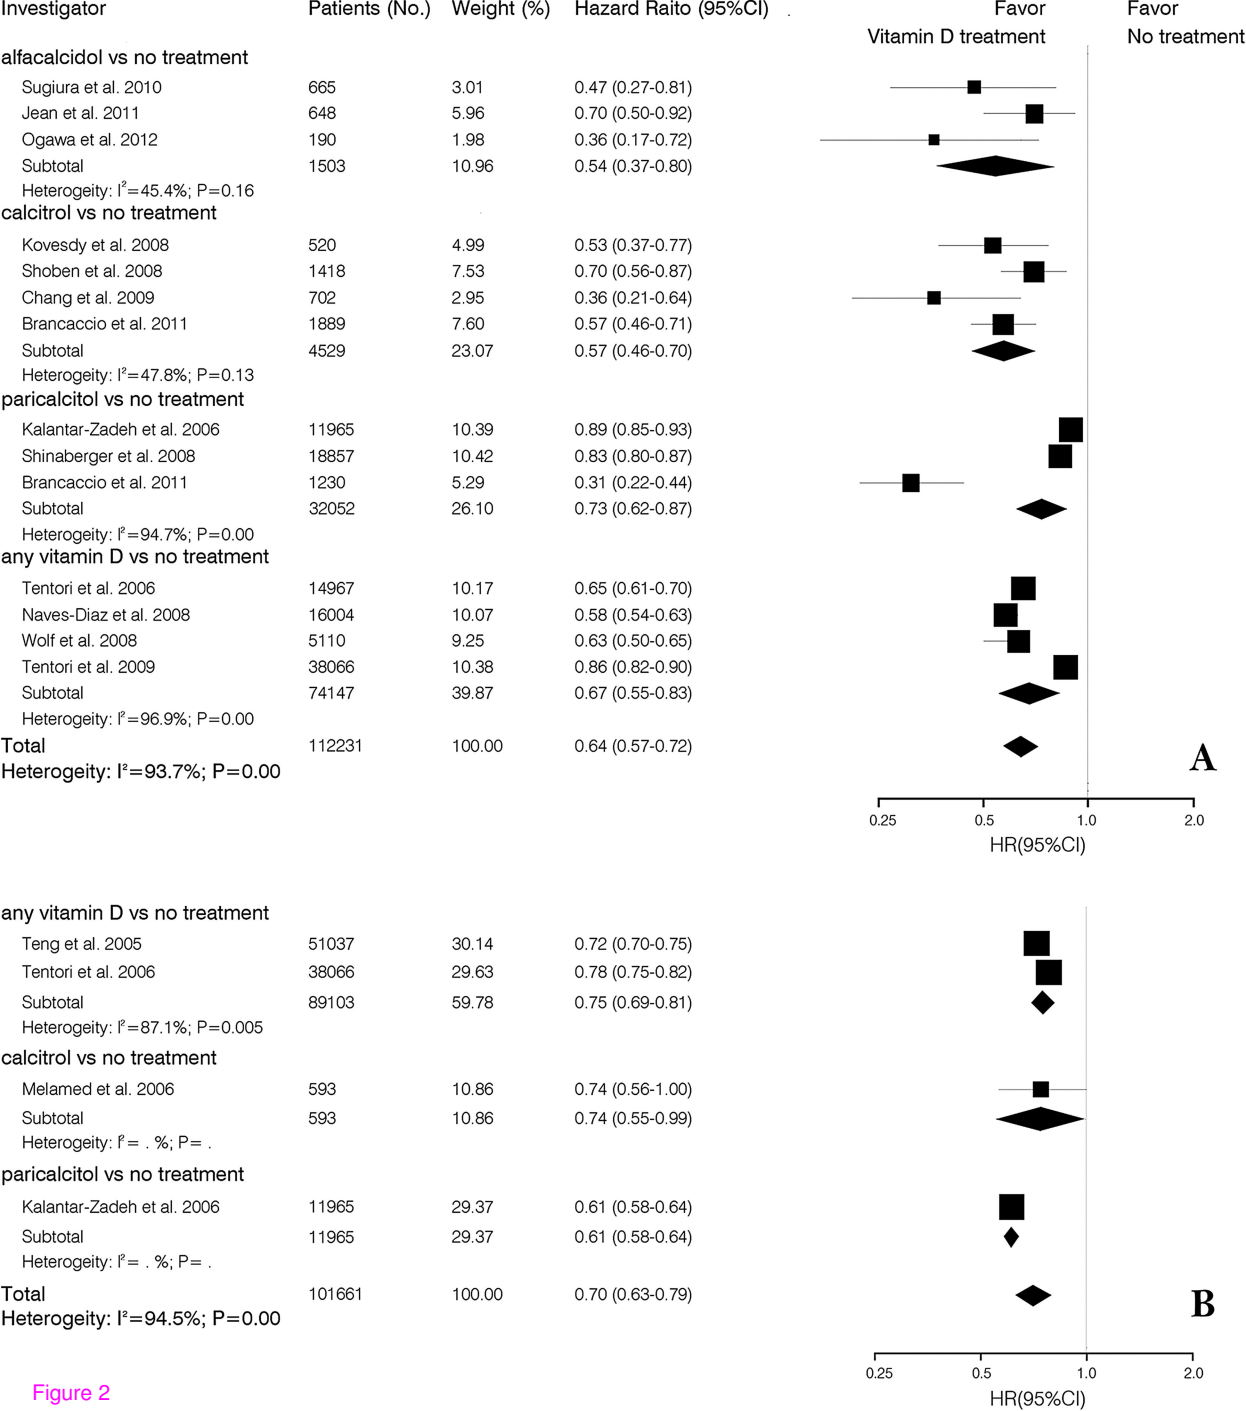 Investigator Patients (No.) Weight (%) Hazard Raito (95%CI) Favor Favor
Vitamin D treatment No treatment
alfacalcidol vs no treatment
Sugiura et al. 2010 665 3.01 0.47 (0.27-0.81)
Jean et al. 2011 648 5.96 0.70 (0.50-0.92)
Ogawa et al. 2012 190 1.98 0.36 (0.17-0.72)
Subtotal 1503 10.96 0.54 (0.37-0.80)
Heterogeity: I²=45.4%; P=0.16
calcitrol vs no treatment
Kovesdy et al. 2008 520 4.99 0.53 (0.37-0.77)
Shoben et al. 2008 1418 7.53 0.70 (0.56-0.87)
Chang et al. 2009 702 2.95 0.36 (0.21-0.64)
Brancaccio et al. 2011 1889 7.60 0.57 (0.46-0.71)
Subtotal 4529 23.07 0.57 (0.46-0.70)
Heterogeity: I²=47.8%; P=0.13
paricalcitol vs no treatment
Kalantar-Zadeh et al. 2006 11965 10.39 0.89 (0.85-0.93)
Shinaberger et al. 2008 18857 10.42 0.83 (0.80-0.87)
Brancaccio et al. 2011 1230 5.29 0.31 (0.22-0.44)
Subtotal 32052 26.10 0.73 (0.62-0.87)
Heterogeity: I²=94.7%; P=0.00
any vitamin D vs no treatment
Tentori et al. 2006 14967 10.17 0.65 (0.61-0.70)
Naves-Diaz et al. 2008 16004 10.07 0.58 (0.54-0.63)
Wolf et al. 2008 5110 9.25 0.63 (0.50-0.65)
Tentori et al. 2009 38066 10.38 0.86 (0.82-0.90)
Subtotal 74147 39.87 0.67 (0.55-0.83)
Heterogeity: I²=96.9%; P=0.00
Total 112231 100.00 0.64 (0.57-0.72)
Heterogeity: I²=93.7%; P=0.00
A
0.25 0.5 1.0 2.0
HR(95%CI)
any vitamin D vs no treatment
Teng et al. 2005 51037 30.14 0.72 (0.70-0.75)
Tentori et al. 2006 38066 29.63 0.78 (0.75-0.82)
Subtotal 89103 59.78 0.75 (0.69-0.81)
Heterogeity: I²=87.1%; P=0.005
calcitrol vs no treatment
Melamed et al. 2006 593 10.86 0.74 (0.56-1.00)
Subtotal 593 10.86 0.74 (0.55-0.99)
Heterogeity: I²= . %; P= .
paricalcitol vs no treatment
Kalantar-Zadeh et al. 2006 11965 29.37 0.61 (0.58-0.64)
Subtotal 11965 29.37 0.61 (0.58-0.64)
Heterogeity: I²= . %; P= .
Total 101661 100.00 0.70 (0.63-0.79)
Heterogeity: I²=94.5%; P=0.00
B
0.25 0.5 1.0 2.0
HR(95%CI)
Figure 2